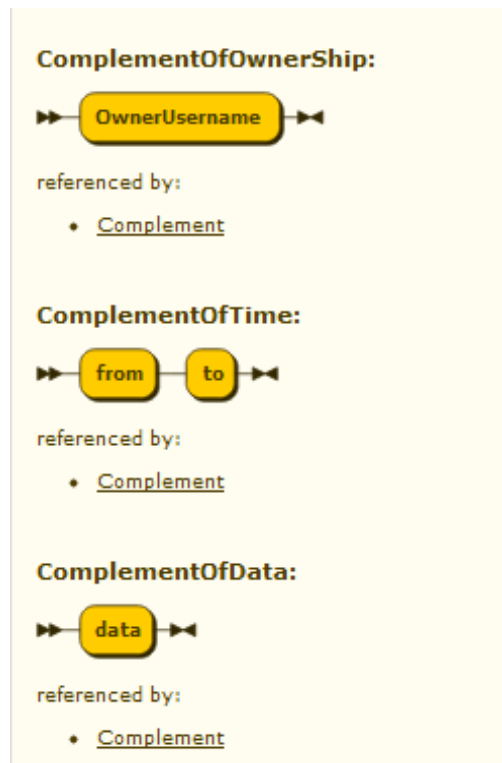 ComplementOfOwnerShip:
OwnerUsername
referenced by:
Complement
ComplementOfTime:
from to
referenced by:
Complement
ComplementOfData:
data
referenced by:
Complement